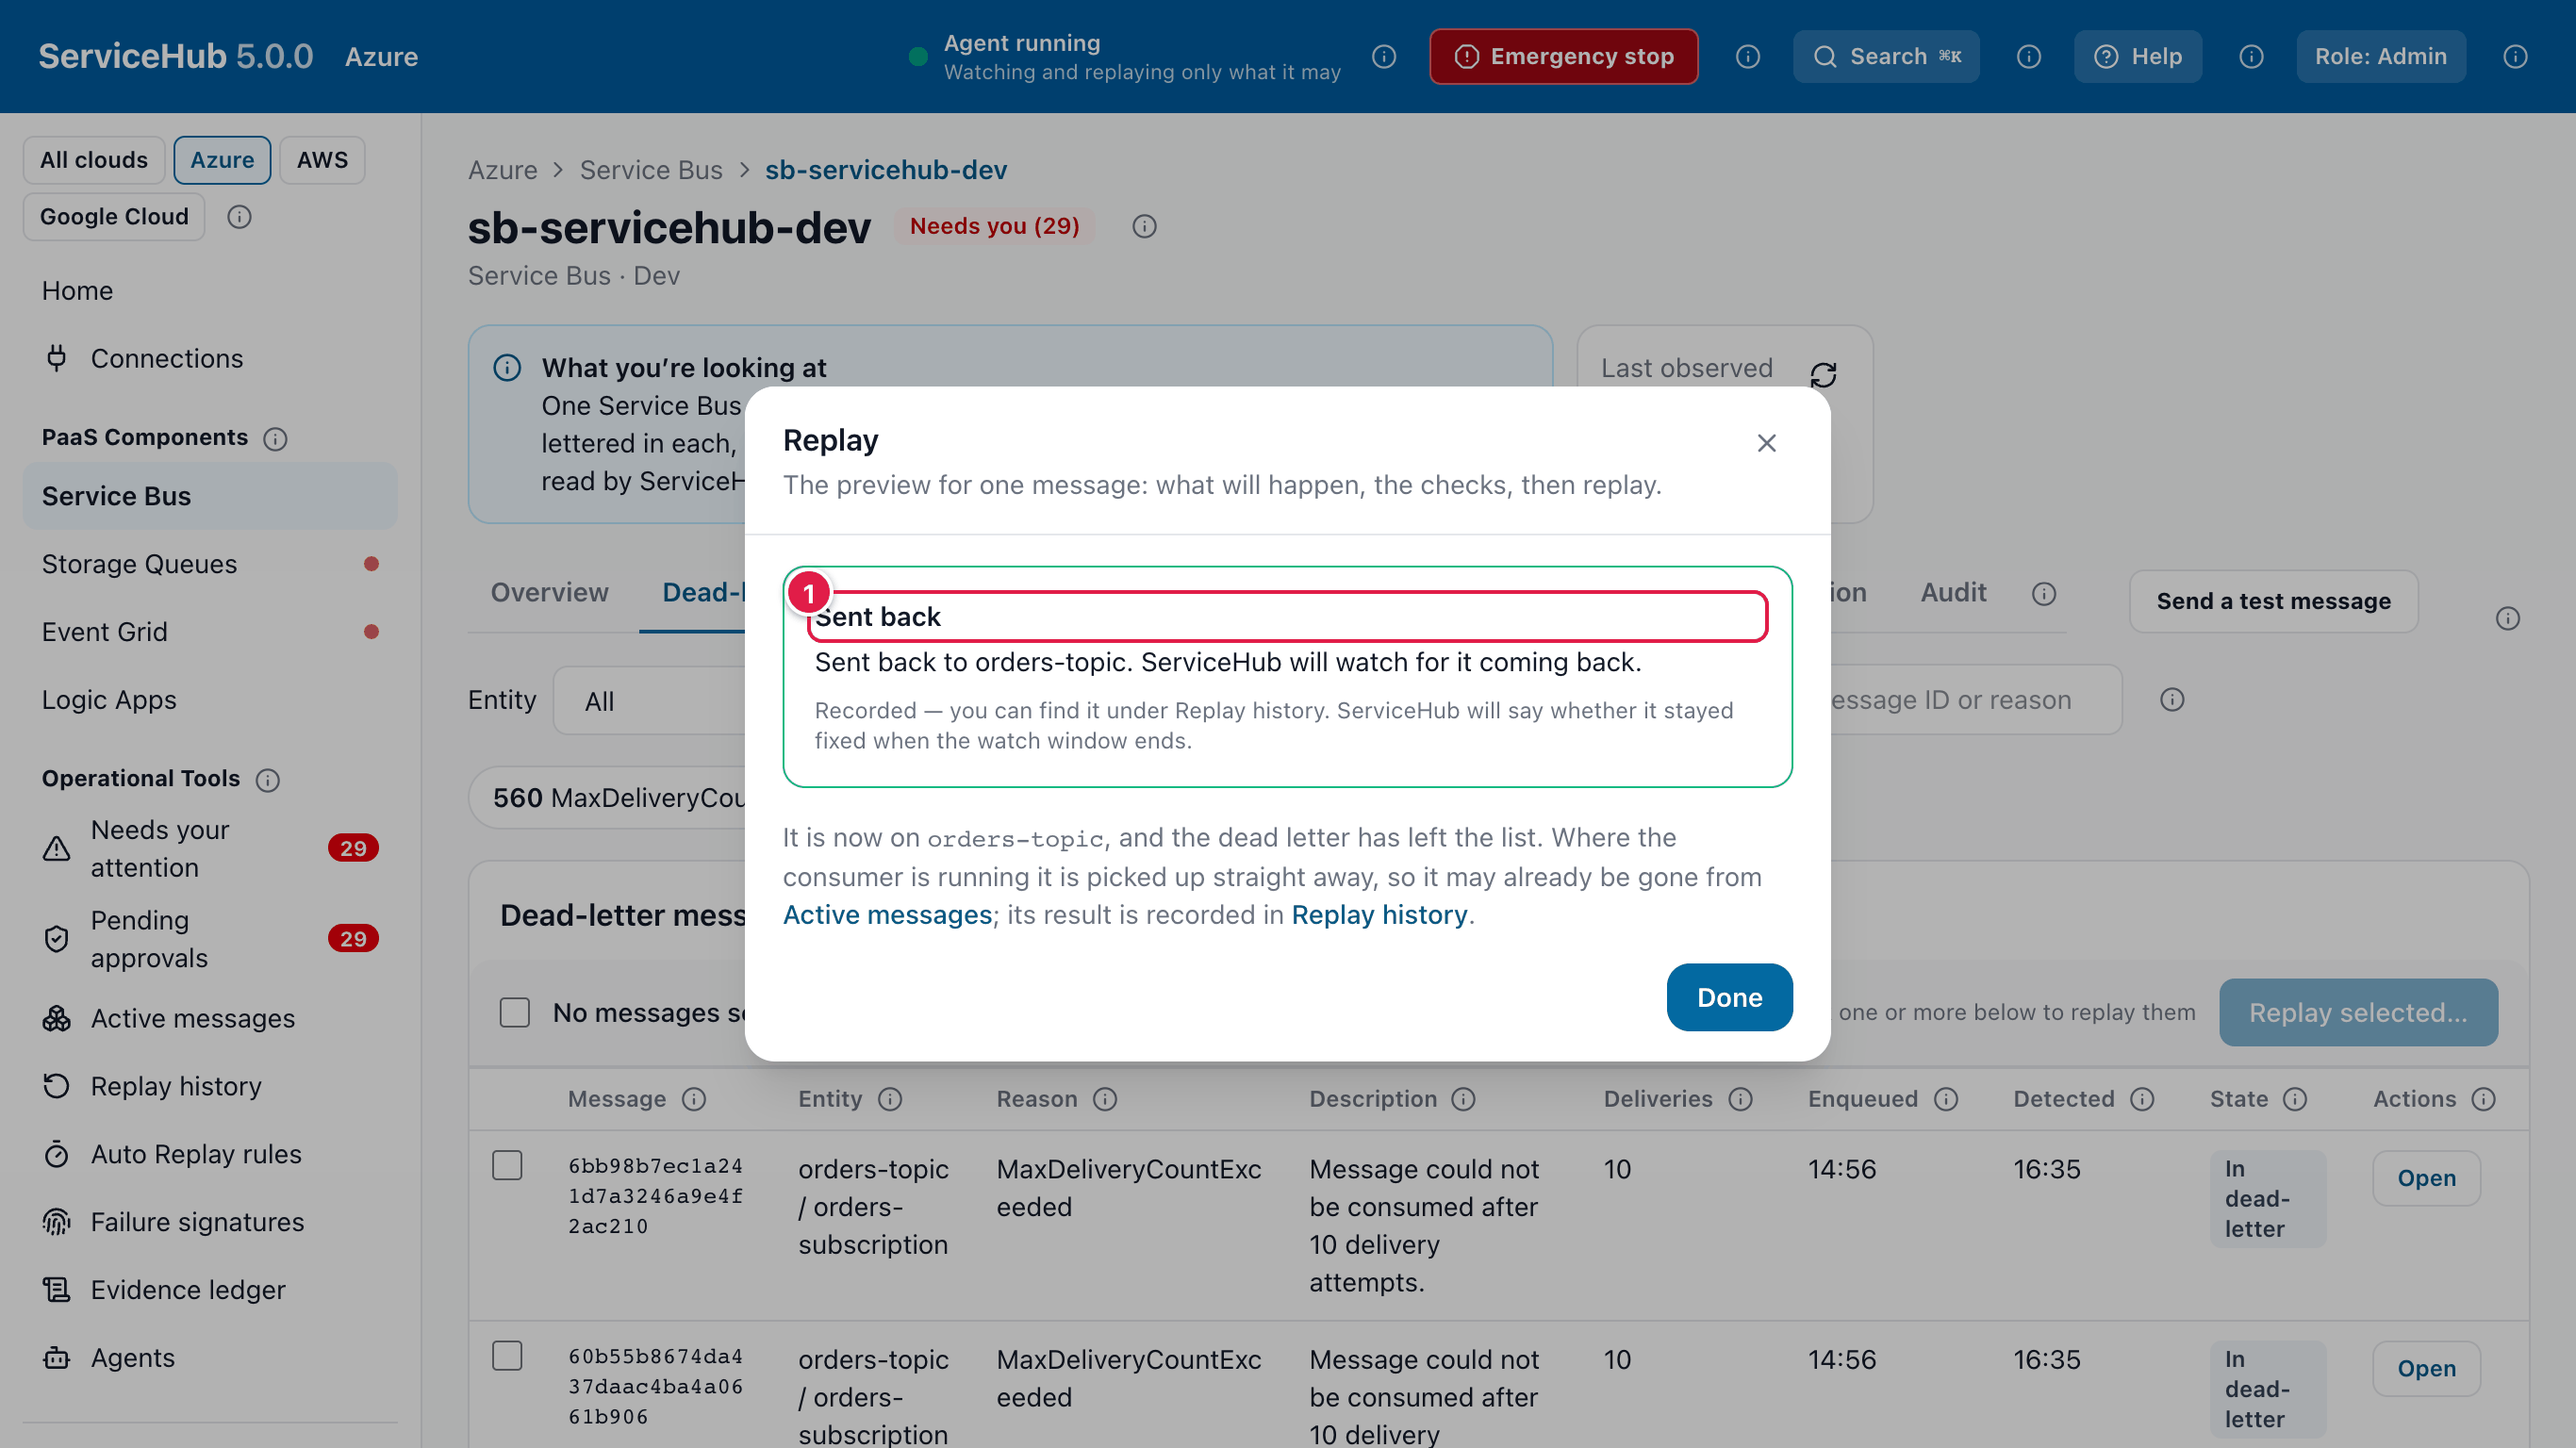 ServiceHub 5.0.0 Azure
Agent running
Watching and replaying only what it may
Emergency stop
Search ⌘K
Help
Role: Admin
All clouds
Azure
AWS
Google Cloud
Home
Connections
PaaS Components
Service Bus
Storage Queues
Event Grid
Logic Apps
Operational Tools
Needs your
attention
29
Pending
approvals
29
Active messages
Replay history
Auto Replay rules
Failure signatures
Evidence ledger
Agents
Azure > Service Bus > sb-servicehub-dev
sb-servicehub-dev
Needs you (29)
Service Bus · Dev
What you’re looking at
One Service Bus
lettered in each,
read by ServiceH
Last observed
Overview
Dead-l
ion
Audit
Send a test message
Entity
All
essage ID or reason
560 MaxDeliveryCou
Replay
The preview for one message: what will happen, the checks, then replay.
1
Sent back
Sent back to orders-topic. ServiceHub will watch for it coming back.
Recorded — you can find it under Replay history. ServiceHub will say whether it stayed
fixed when the watch window ends.
It is now on orders-topic, and the dead letter has left the list. Where the
consumer is running it is picked up straight away, so it may already be gone from
Active messages; its result is recorded in Replay history.
Done
Dead-letter mess
No messages se
one or more below to replay them
Replay selected...
Message
Entity
Reason
Description
Deliveries
Enqueued
Detected
State
Actions
6bb98b7ec1a24
1d7a3246a9e4f
2ac210
orders-topic
/ orders-
subscription
MaxDeliveryCountExc
eeded
Message could not
be consumed after
10 delivery
attempts.
10
14:56
16:35
In
dead-
letter
Open
60b55b8674da4
37daac4ba4a06
61b906
orders-topic
/ orders-
subscription
MaxDeliveryCountExc
eeded
Message could not
be consumed after
10 delivery
10
14:56
16:35
In
dead-
letter
Open